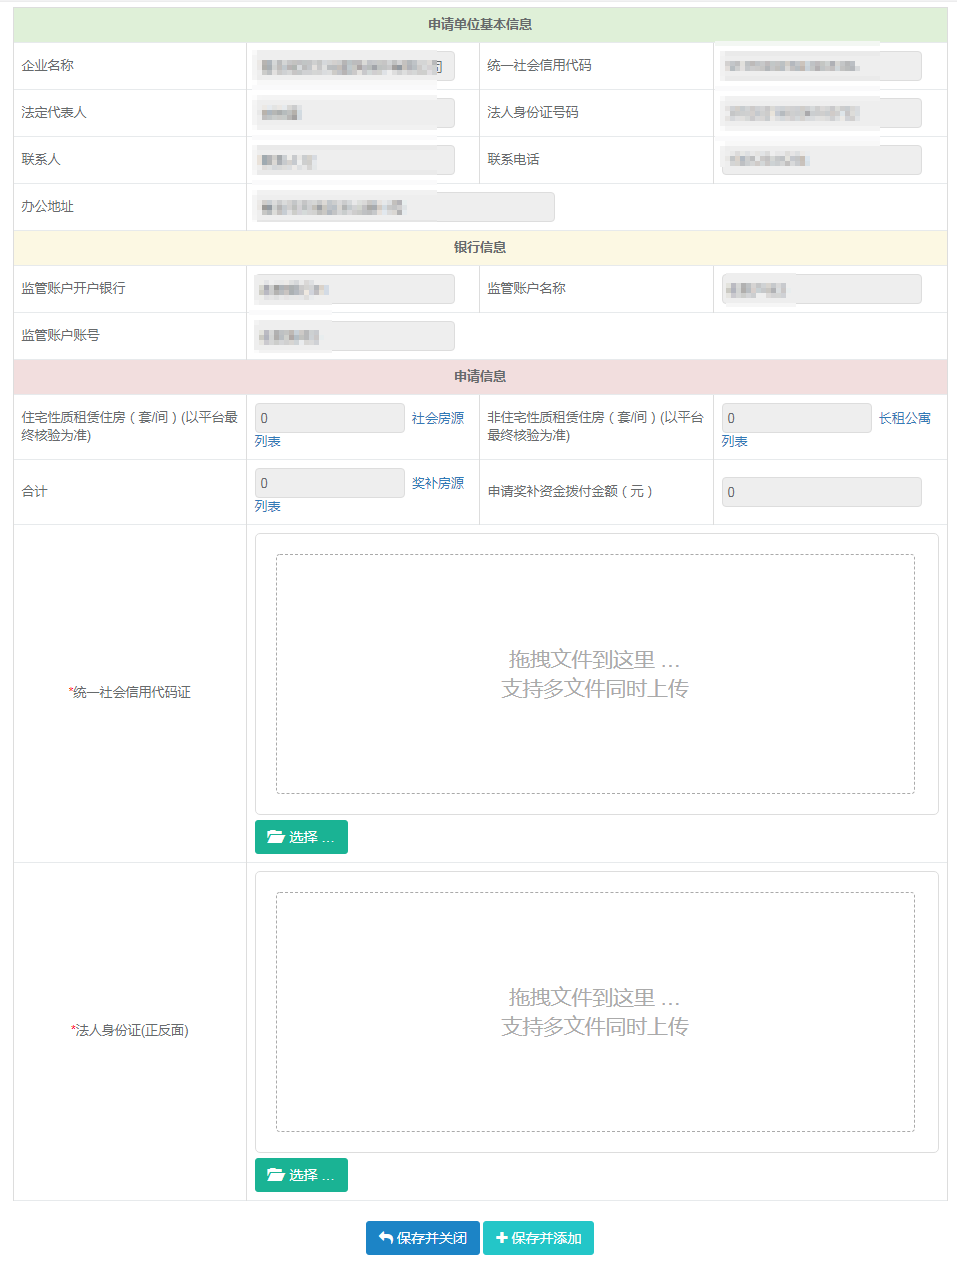 申请单位基本信息
企业名称
司
统一社会信用代码
法定代表人
法人身份证号码
联系人
联系电话
办公地址
银行信息
监管账户开户银行
监管账户名称
监管账户账号
申请信息
住宅性质租赁住房（套/间）(以平台最
终核验为准)
0 社会房源
列表
非住宅性质租赁住房（套/间）(以平台
最终核验为准)
0 长租公寓
列表
合计
0 奖补房源
列表
申请奖补资金拨付金额（元）
0
*统一社会信用代码证
拖拽文件到这里 ...
支持多文件同时上传
选择 ...
*法人身份证(正反面)
拖拽文件到这里 ...
支持多文件同时上传
选择 ...
保存并关闭
保存并添加